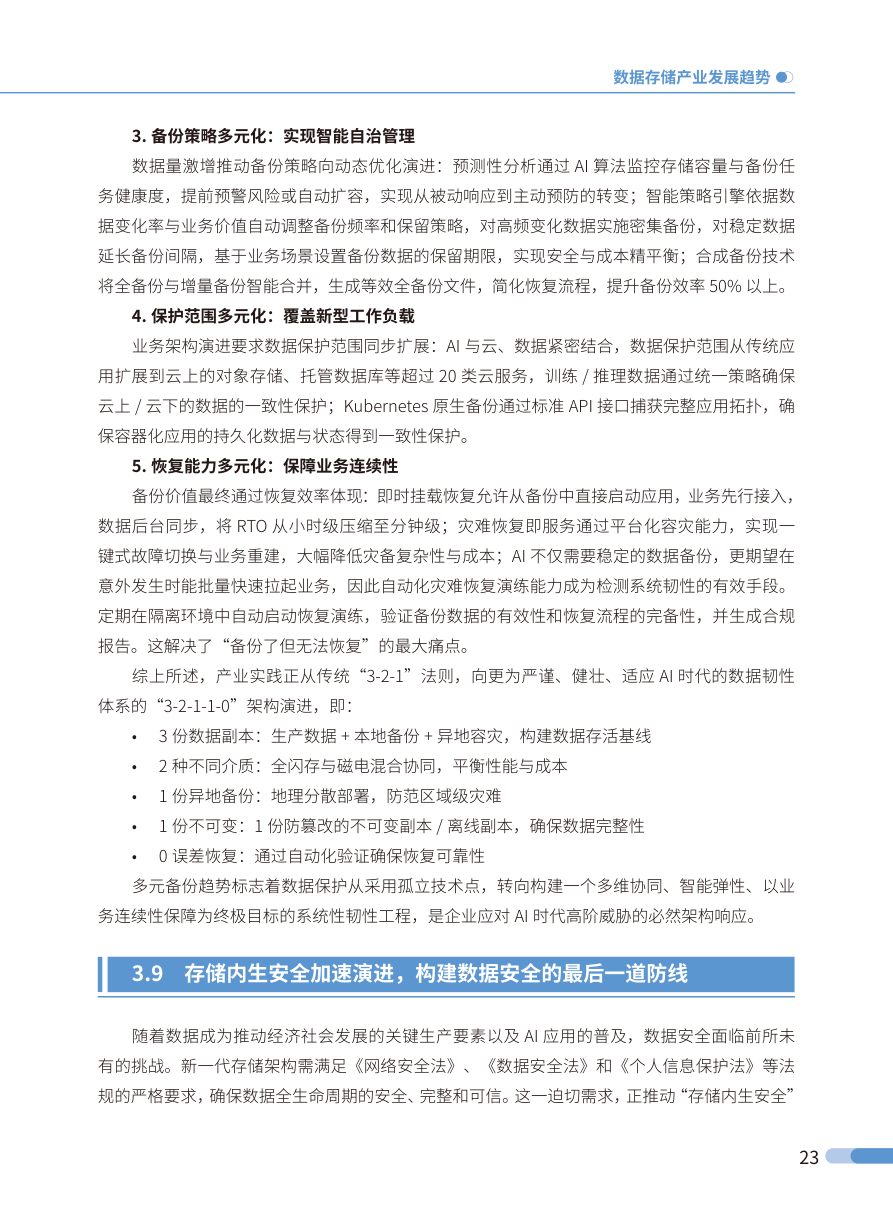 数据存储产业发展趋势
3. 备份策略多元化：实现智能自治管理
数据量激增推动备份策略向动态优化演进：预测性分析通过 AI 算法监控存储容量与备份任
务健康度，提前预警风险或自动扩容，实现从被动响应到主动预防的转变；智能策略引擎依据数
据变化率与业务价值自动调整备份频率和保留策略，对高频变化数据实施密集备份，对稳定数据
延长备份间隔，基于业务场景设置备份数据的保留期限，实现安全与成本精平衡；合成备份技术
将全备份与增量备份智能合并，生成等效全备份文件，简化恢复流程，提升备份效率 50% 以上。
4. 保护范围多元化：覆盖新型工作负载
业务架构演进要求数据保护范围同步扩展：AI 与云、数据紧密结合，数据保护范围从传统应
用扩展到云上的对象存储、托管数据库等超过 20 类云服务，训练 / 推理数据通过统一策略确保
云上 / 云下的数据的一致性保护；Kubernetes 原生备份通过标准 API 接口捕获完整应用拓扑，确
保容器化应用的持久化数据与状态得到一致性保护。
5. 恢复能力多元化：保障业务连续性
备份价值最终通过恢复效率体现：即时挂载恢复允许从备份中直接启动应用，业务先行接入，
数据后台同步，将 RTO 从小时级压缩至分钟级；灾难恢复即服务通过平台化容灾能力，实现一
键式故障切换与业务重建，大幅降低灾备复杂性与成本；AI 不仅需要稳定的数据备份，更期望在
意外发生时能批量快速拉起业务，因此自动化灾难恢复演练能力成为检测系统韧性的有效手段。
定期在隔离环境中自动启动恢复演练，验证备份数据的有效性和恢复流程的完备性，并生成合规
报告。这解决了“备份了但无法恢复”的最大痛点。
综上所述，产业实践正从传统“3-2-1”法则，向更为严谨、健壮、适应 AI 时代的数据韧性
体系的“3-2-1-1-0”架构演进，即：
• 3 份数据副本：生产数据 + 本地备份 + 异地容灾，构建数据存活基线
• 2 种不同介质：全闪存与磁电混合协同，平衡性能与成本
• 1 份异地备份：地理分散部署，防范区域级灾难
• 1 份不可变：1 份防篡改的不可变副本 / 离线副本，确保数据完整性
• 0 误差恢复：通过自动化验证确保恢复可靠性
多元备份趋势标志着数据保护从采用孤立技术点，转向构建一个多维协同、智能弹性、以业
务连续性保障为终极目标的系统性韧性工程，是企业应对 AI 时代高阶威胁的必然架构响应。
3.9 存储内生安全加速演进，构建数据安全的最后一道防线
随着数据成为推动经济社会发展的关键生产要素以及 AI 应用的普及，数据安全面临前所未
有的挑战。新一代存储架构需满足《网络安全法》、《数据安全法》和《个人信息保护法》等法
规的严格要求，确保数据全生命周期的安全、完整和可信。这一迫切需求，正推动“存储内生安全”
23